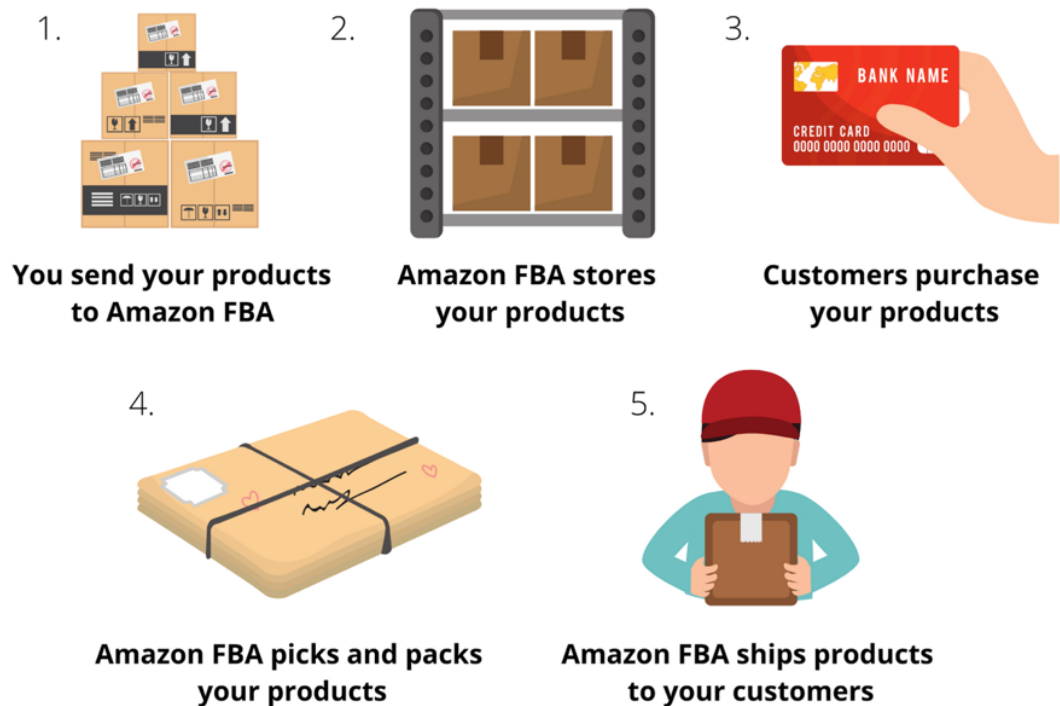 1.
2.
3.
BANK NAME
CREDIT CARD
0000 0000 0000 0000
You send your products
to Amazon FBA
Amazon FBA stores
your products
Customers purchase
your products
4.
5.
Amazon FBA picks and packs
your products
Amazon FBA ships products
to your customers